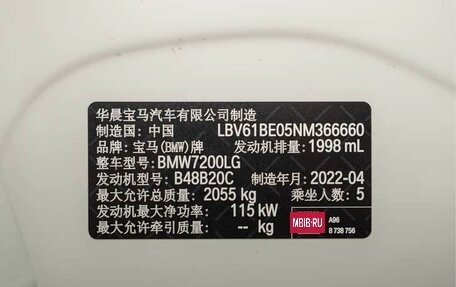 华晨宝马汽车有限公司制造
制造国: 中国 LBV61BE05NM366660
品牌: 宝马(BMW)牌 发动机排量: 1998 mL
整车型号: BMW7200LG
发动机型号: B48B20C 制造年月: 2022-04
最大允许总质量: 2055 kg 乘坐人数: 5
发动机最大净功率: 115 kW MBIB.RU A96
最大允许牵引质量: -- kg 8 738 756